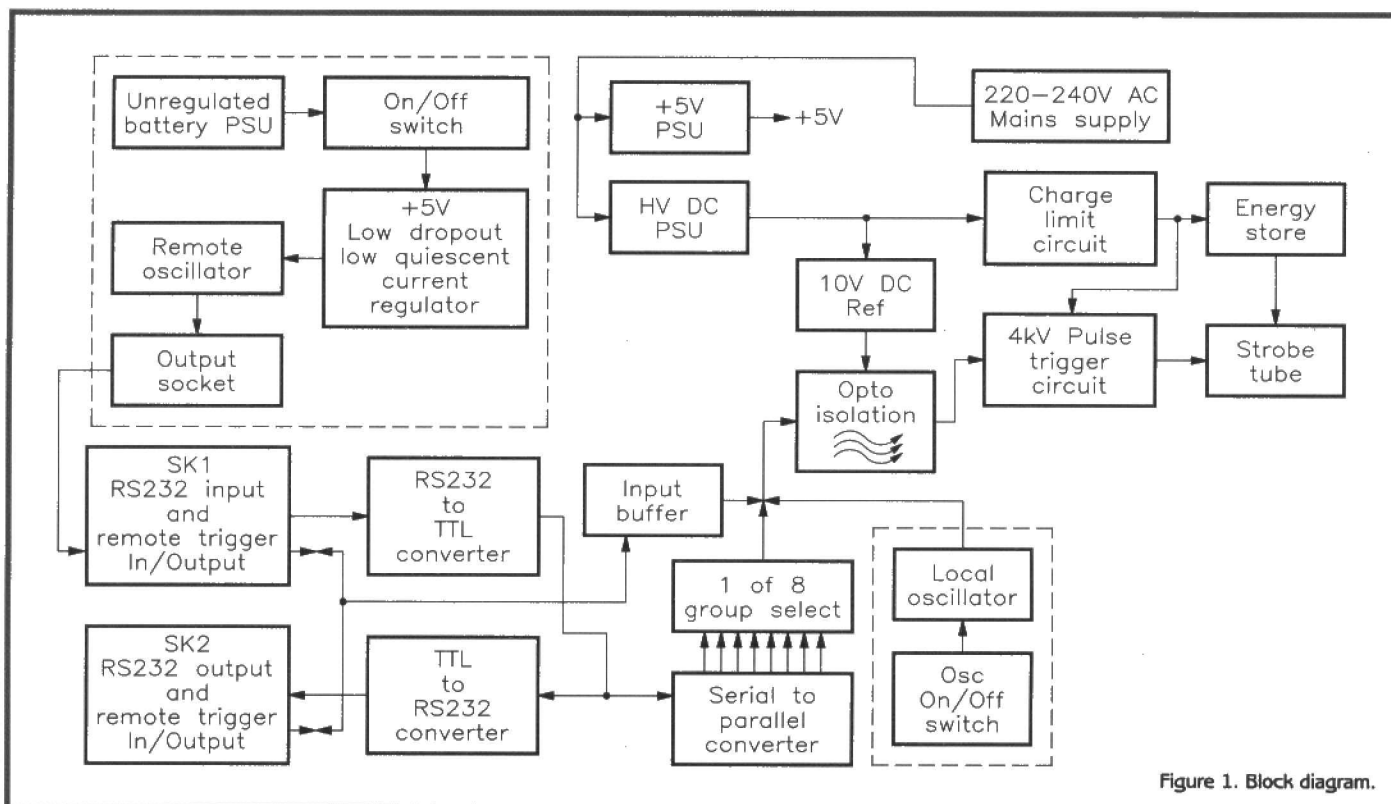 Unregulated
battery PSU
On/Off
switch
+5V
Low dropout
low quiescent
current
regulator
Remote
oscillator
Output
socket
+5V
PSU
+5V
220-240V AC
Mains supply
HV DC
PSU
Charge
limit
circuit
Energy
store
10V DC
Ref
4kV Pulse
trigger
circuit
Strobe
tube
Opto
isolation
SK1
RS232 input
and
remote trigger
In/Output
RS232
to
TTL
converter
Input
buffer
1 of 8
group select
Local
oscillator
SK2
RS232 output
and
remote trigger
In/Output
TTL
to
RS232
converter
Serial to
parallel
converter
Osc
On/Off
switch
Figure 1. Block diagram.